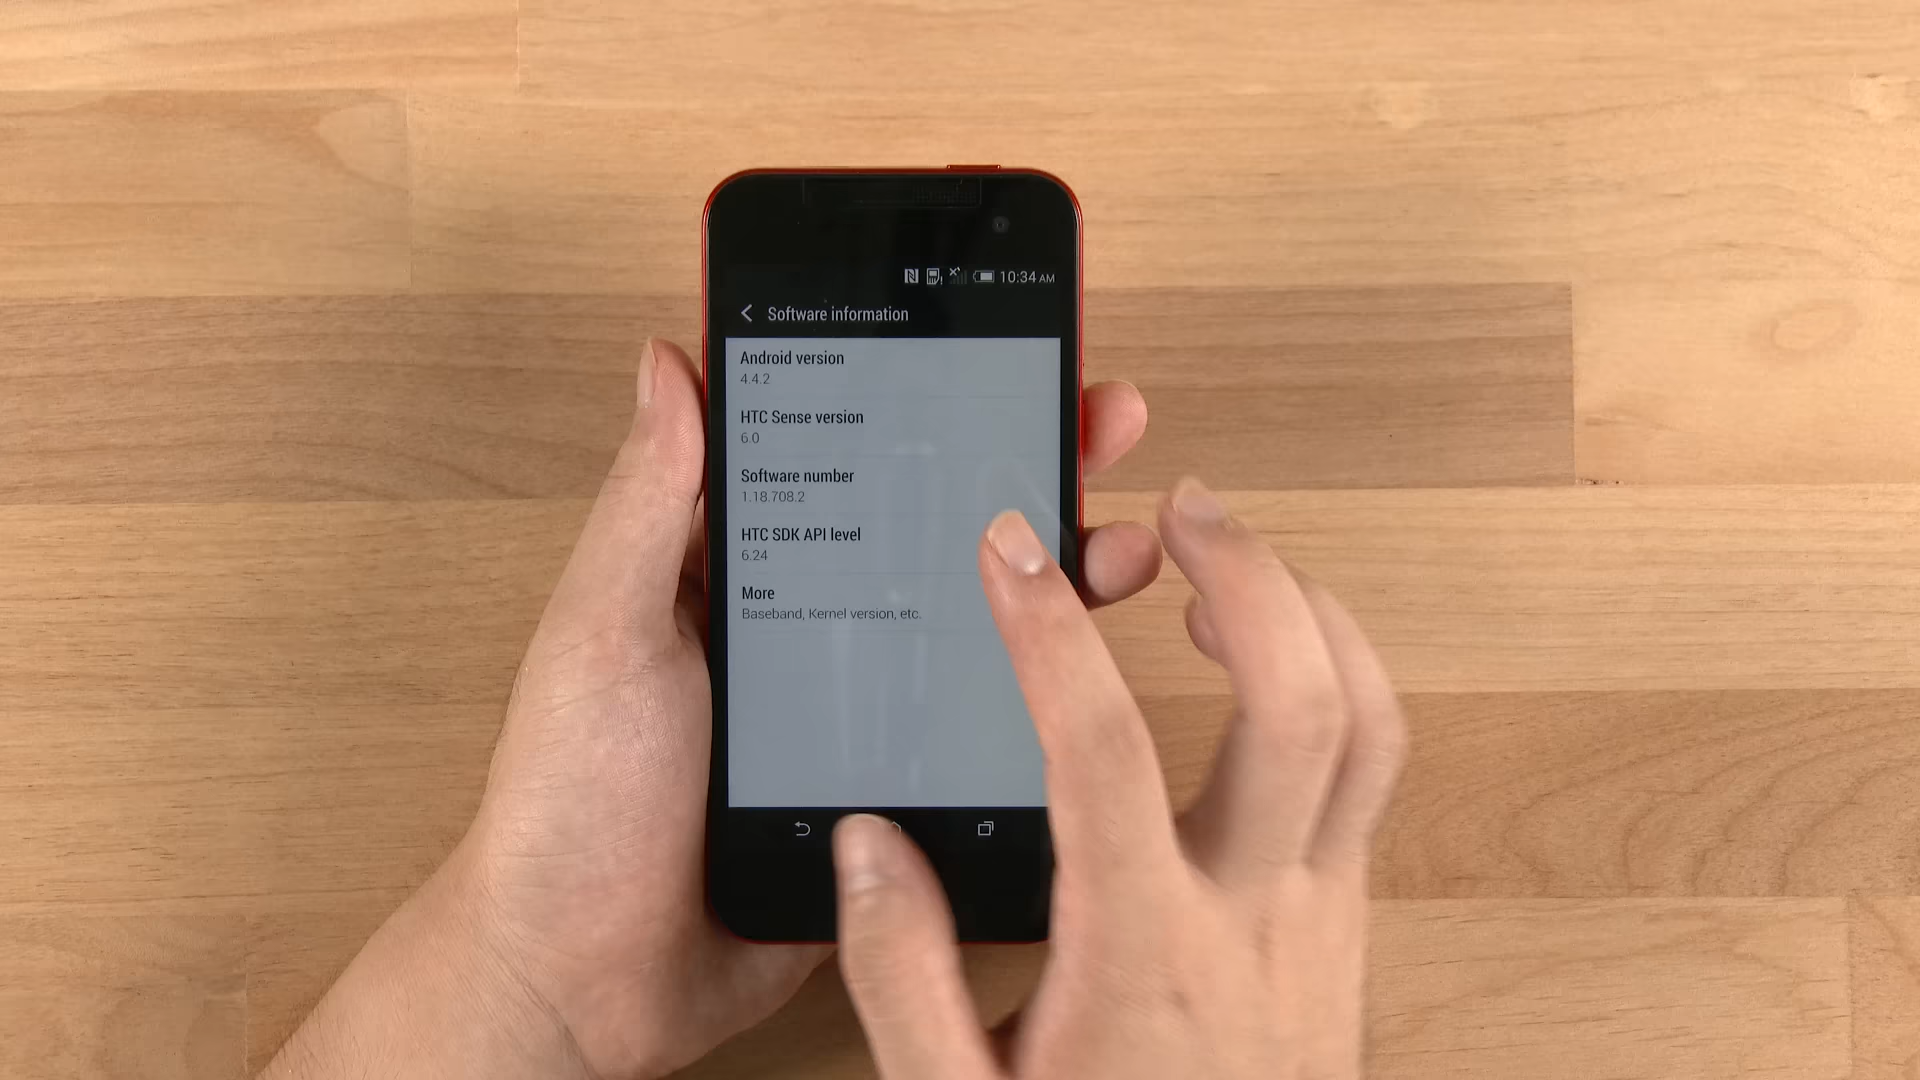 10:34 AM
Software information
Android version
4.4.2
HTC Sense version
6.0
Software number
1.18.708.2
HTC SDK API level
6.24
More
Baseband, Kernel version, etc.